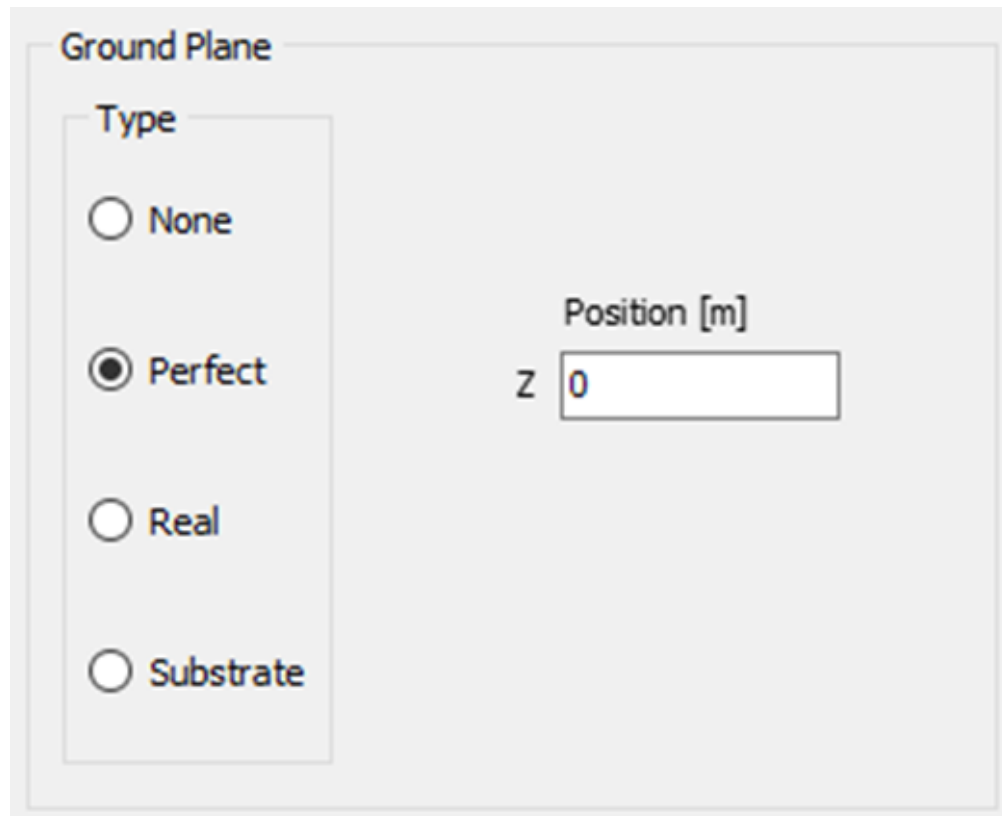 Ground Plane
Type
None
Position [m]
Perfect
Z 0
Real
Substrate